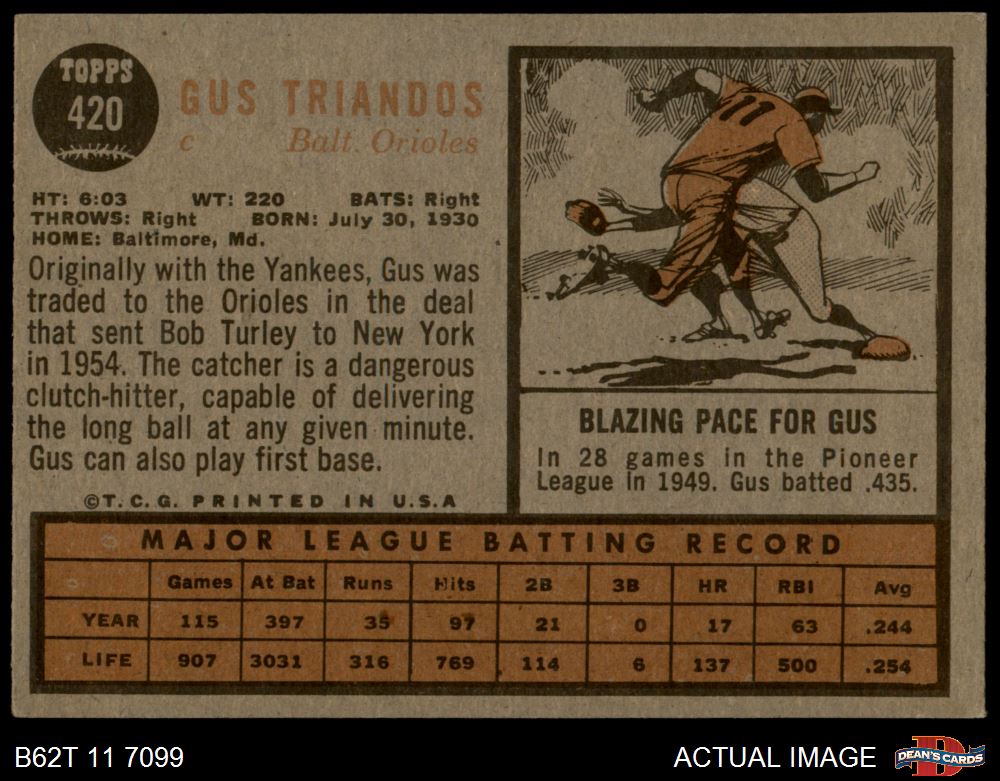 TOPPS
420
GUS TRIANDOS
c Balt. Orioles
HT: 6:03 WT: 220 BATS: Right
THROWS: Right BORN: July 30, 1930
HOME: Baltimore, Md.
Originally with the Yankees, Gus was
traded to the Orioles in the deal
that sent Bob Turley to New York
in 1954. The catcher is a dangerous
clutch-hitter, capable of delivering
the long ball at any given minute.
Gus can also play first base.
©T.C.G. PRINTED IN U.S.A
11
BLAZING PACE FOR GUS
In 28 games in the Pioneer
League in 1949. Gus batted .435.
MAJOR LEAGUE BATTING RECORD
Games At Bat Runs Hits 2B 3B HR RBI Avg
YEAR 115 397 35 97 21 0 17 63 .244
LIFE 907 3031 316 769 114 6 137 500 .254
B62T 11 7099
ACTUAL IMAGE
D
DEAN'S CARDS